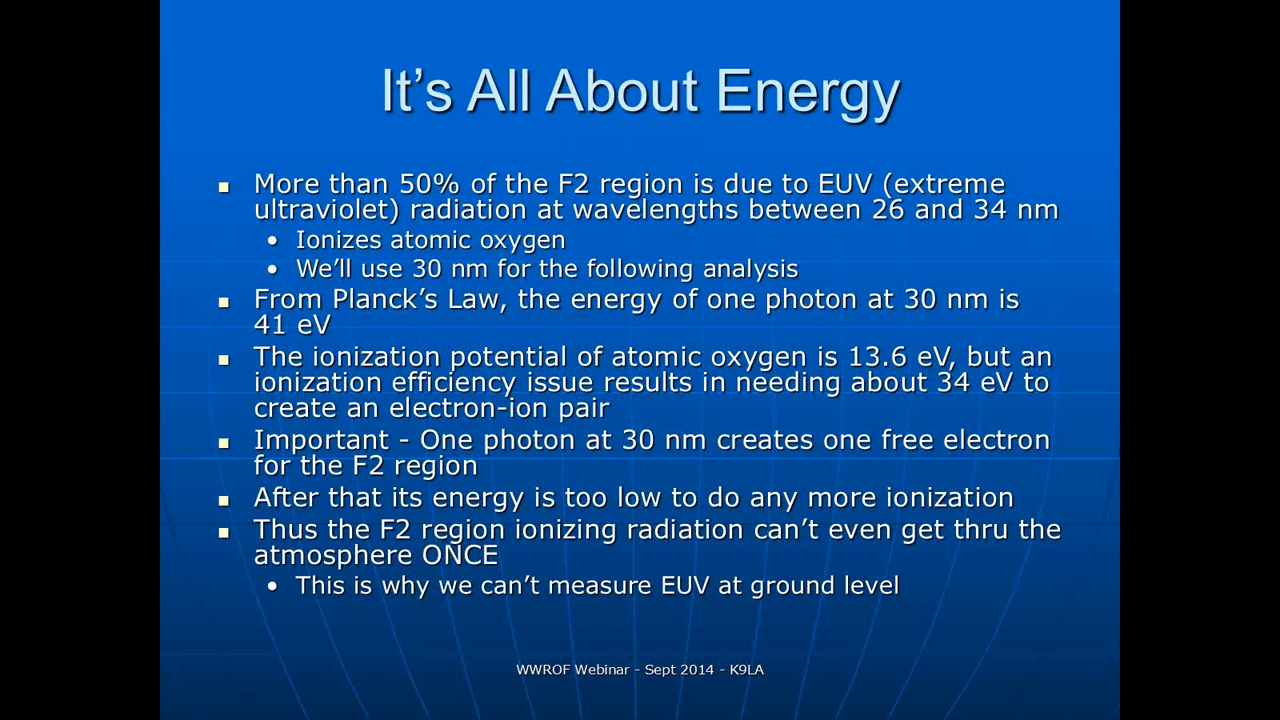 It's All About Energy
More than 50% of the F2 region is due to EUV (extreme
ultraviolet) radiation at wavelengths between 26 and 34 nm
Ionizes atomic oxygen
We'll use 30 nm for the following analysis
From Planck's Law, the energy of one photon at 30 nm is
41 eV
The ionization potential of atomic oxygen is 13.6 eV, but an
ionization efficiency issue results in needing about 34 eV to
create an electron-ion pair
Important - One photon at 30 nm creates one free electron
for the F2 region
After that its energy is too low to do any more ionization
Thus the F2 region ionizing radiation can't even get thru the
atmosphere ONCE
This is why we can't measure EUV at ground level
WWROF Webinar - Sept 2014 - K9LA